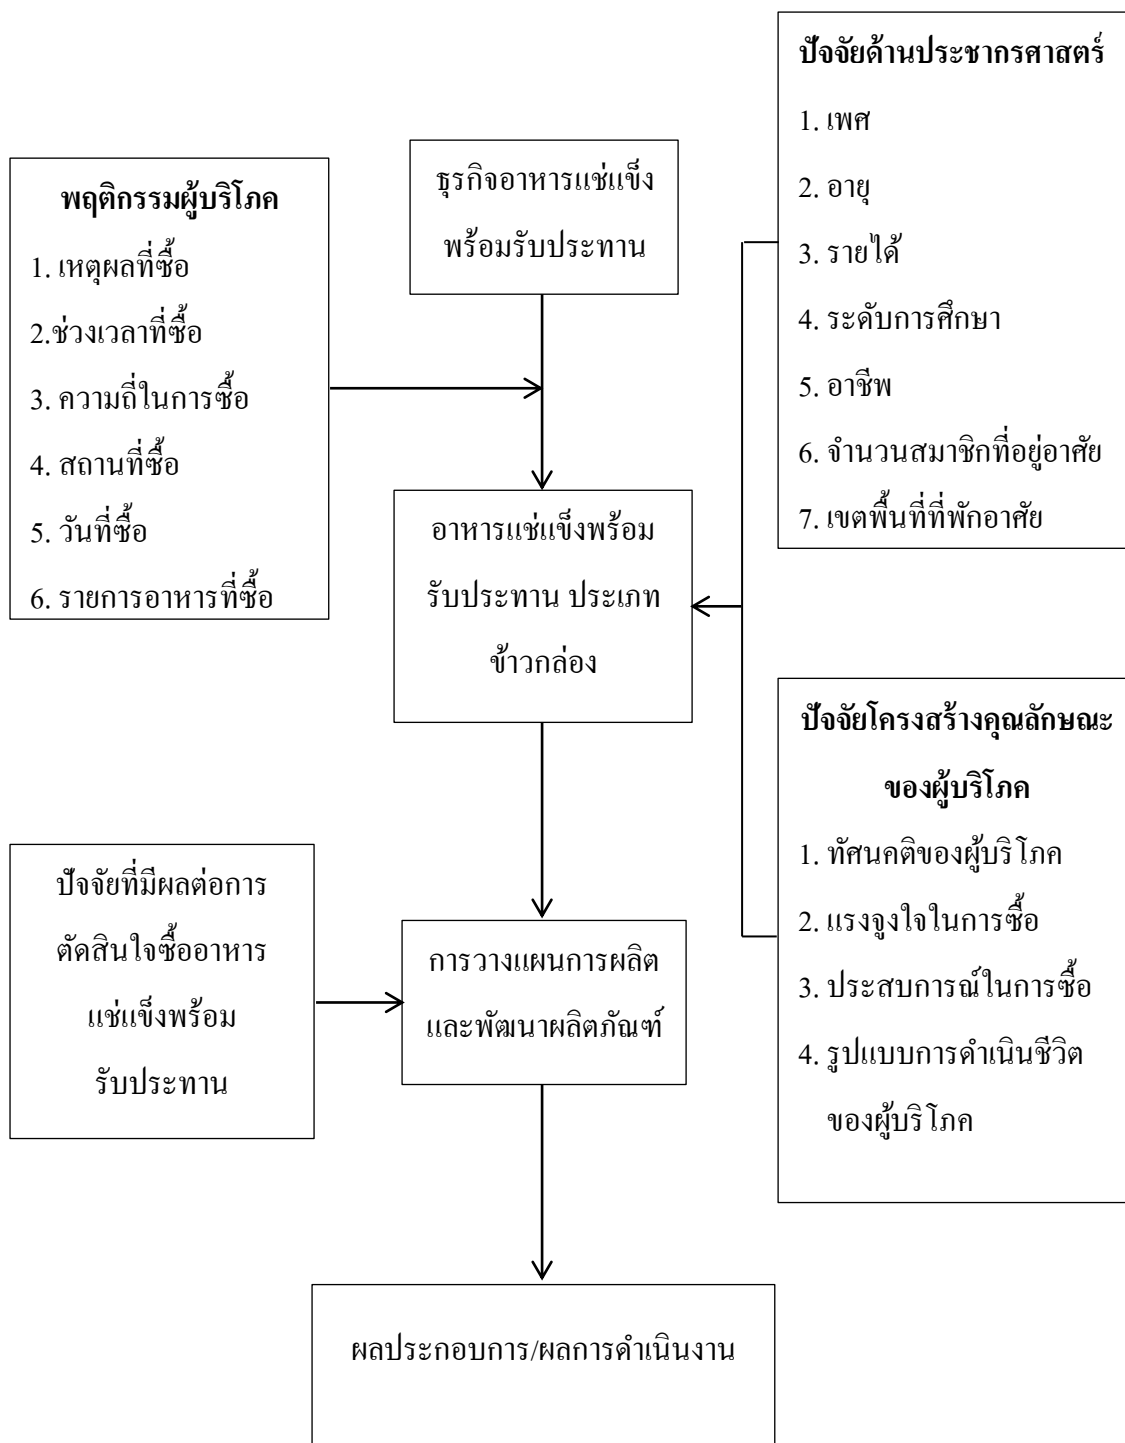 ปัจจัยด้านประชากรศาสตร์
1. เพศ
2. อายุ
3. รายได้
4. ระดับการศึกษา
5. อาชีพ
6. จำนวนสมาชิกที่อยู่อาศัย
7. เขตพื้นที่ที่พักอาศัย
ธุรกิจอาหารแช่แข็ง
พร้อมรับประทาน
พฤติกรรมผู้บริโภค
1. เหตุผลที่ซื้อ
2.ช่วงเวลาที่ซื้อ
3. ความถี่ในการซื้อ
4. สถานที่ซื้อ
5. วันที่ซื้อ
6. รายการอาหารที่ซื้อ
อาหารแช่แข็งพร้อม
รับประทาน ประเภท
ข้าวกล่อง
ปัจจัยโครงสร้างคุณลักษณะ
ของผู้บริโภค
1. ทัศนคติของผู้บริโภค
2. แรงจูงใจในการซื้อ
3. ประสบการณ์ในการซื้อ
4. รูปแบบการดำเนินชีวิต
ของผู้บริโภค
ปัจจัยที่มีผลต่อการ
ตัดสินใจซื้ออาหาร
แช่แข็งพร้อม
รับประทาน
การวางแผนการผลิต
และพัฒนาผลิตภัณฑ์
ผลประกอบการ/ผลการดำเนินงาน